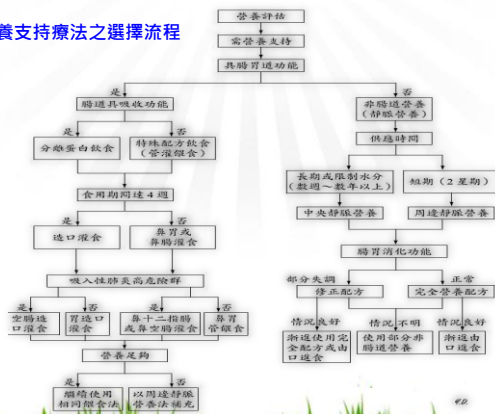 養支持療法之選擇流程
營養評估
需營養支持
具腸胃道功能
是
否
腸道具吸收功能
非腸道營養
(靜脈營養)
是
否
分離蛋白飲食
特殊配方飲食
(管灌餵食)
供應時間
食用期間達4週
長期或限制水分
(數週~數年以上)
短期(2星期)
是
否
造口灌食
鼻胃或
鼻腸灌食
中央靜脈營養
周邊靜脈營養
吸入性肺炎高危險群
腸胃消化功能
部分失調
正常
修正配方
完全營養配方
是
否
是
否
空腸造
口灌食
胃造口
灌食
鼻十二指腸
或鼻空腸灌食
鼻胃
管餵食
情況良好
情況不明
情況良好
漸進使用完
全配方或由
口進食
使用部分非
腸道營養
漸進由
口進食
營養足夠
是
否
繼續使用
相同餵食法
以周邊靜脈
營養法補充